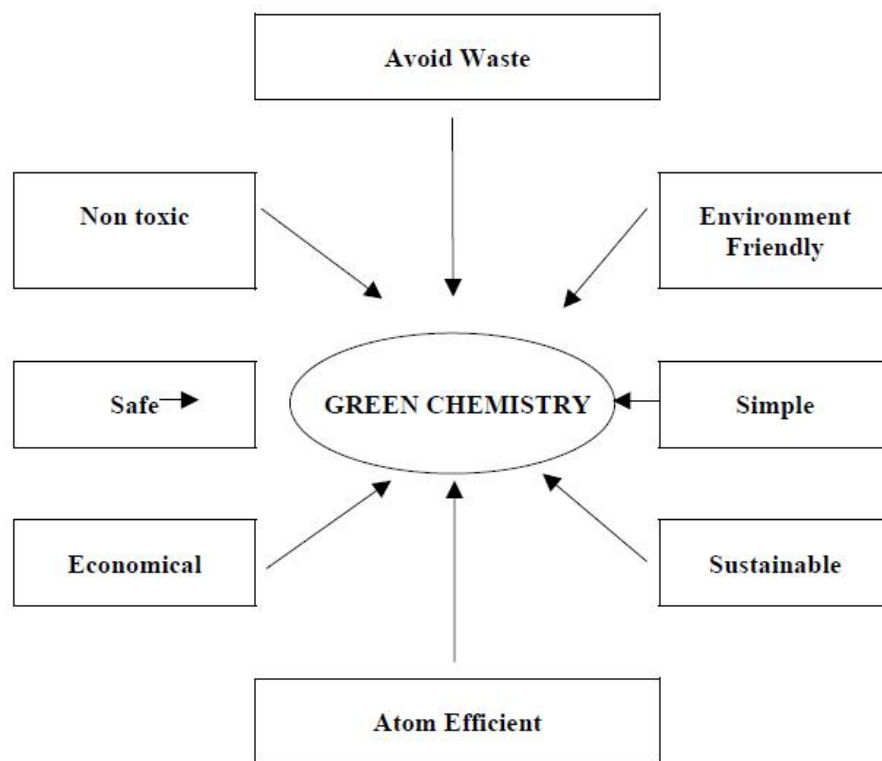 Avoid Waste
Non toxic
Environment
Friendly
Safe
GREEN CHEMISTRY
Simple
Economical
Sustainable
Atom Efficient